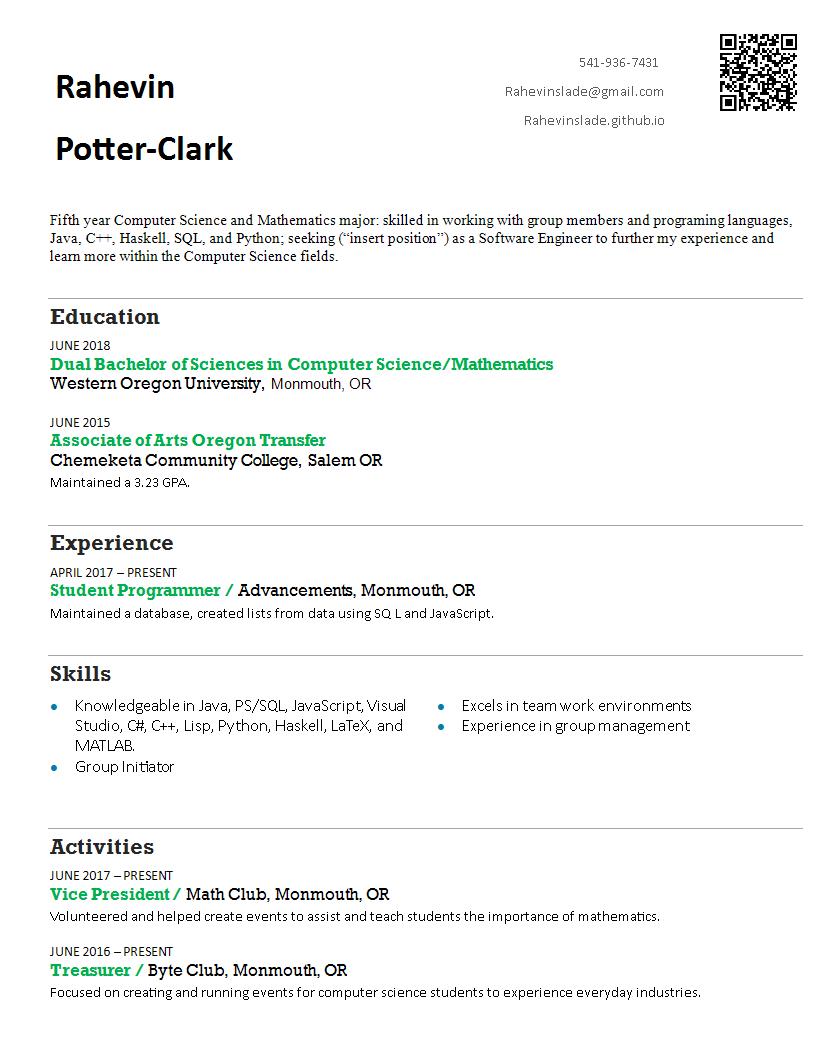 Rahevin
Potter-Clark
541-936-7431
Rahevinslade@gmail.com
Rahevinslade.github.io
Fifth year Computer Science and Mathematics major: skilled in working with group members and programing languages,
Java, C++, Haskell, SQL, and Python; seeking (“insert position”) as a Software Engineer to further my experience and
learn more within the Computer Science fields.
Education
JUNE 2018
Dual Bachelor of Sciences in Computer Science/Mathematics
Western Oregon University, Monmouth, OR
JUNE 2015
Associate of Arts Oregon Transfer
Chemeketa Community College, Salem OR
Maintained a 3.23 GPA.
Experience
APRIL 2017 – PRESENT
Student Programmer / Advancements, Monmouth, OR
Maintained a database, created lists from data using SQL and JavaScript.
Skills
● Knowledgeable in Java, PS/SQL, JavaScript, Visual
Studio, C#, C++, Lisp, Python, Haskell, LaTeX, and
MATLAB.
● Group Initiator
● Excels in team work environments
● Experience in group management
Activities
JUNE 2017 – PRESENT
Vice President / Math Club, Monmouth, OR
Volunteered and helped create events to assist and teach students the importance of mathematics.
JUNE 2016 – PRESENT
Treasurer / Byte Club, Monmouth, OR
Focused on creating and running events for computer science students to experience everyday industries.